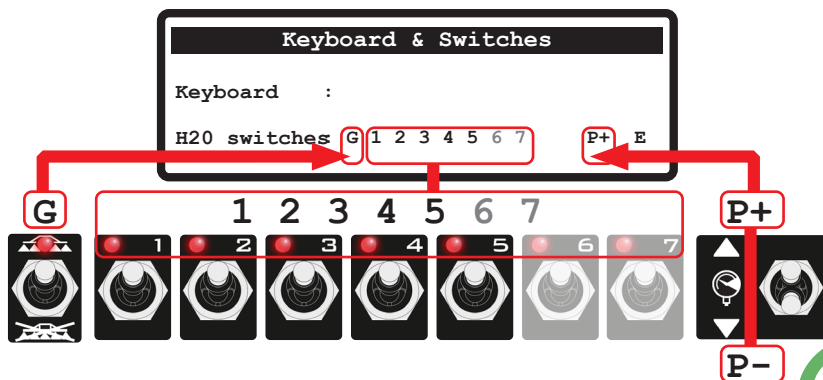 Keyboard & Switches
Keyboard :
H20 switches G 1 2 3 4 5 6 7 P+ E
G 1 2 3 4 5 6 7 P+
1 2 3 4 5 6 7
P-